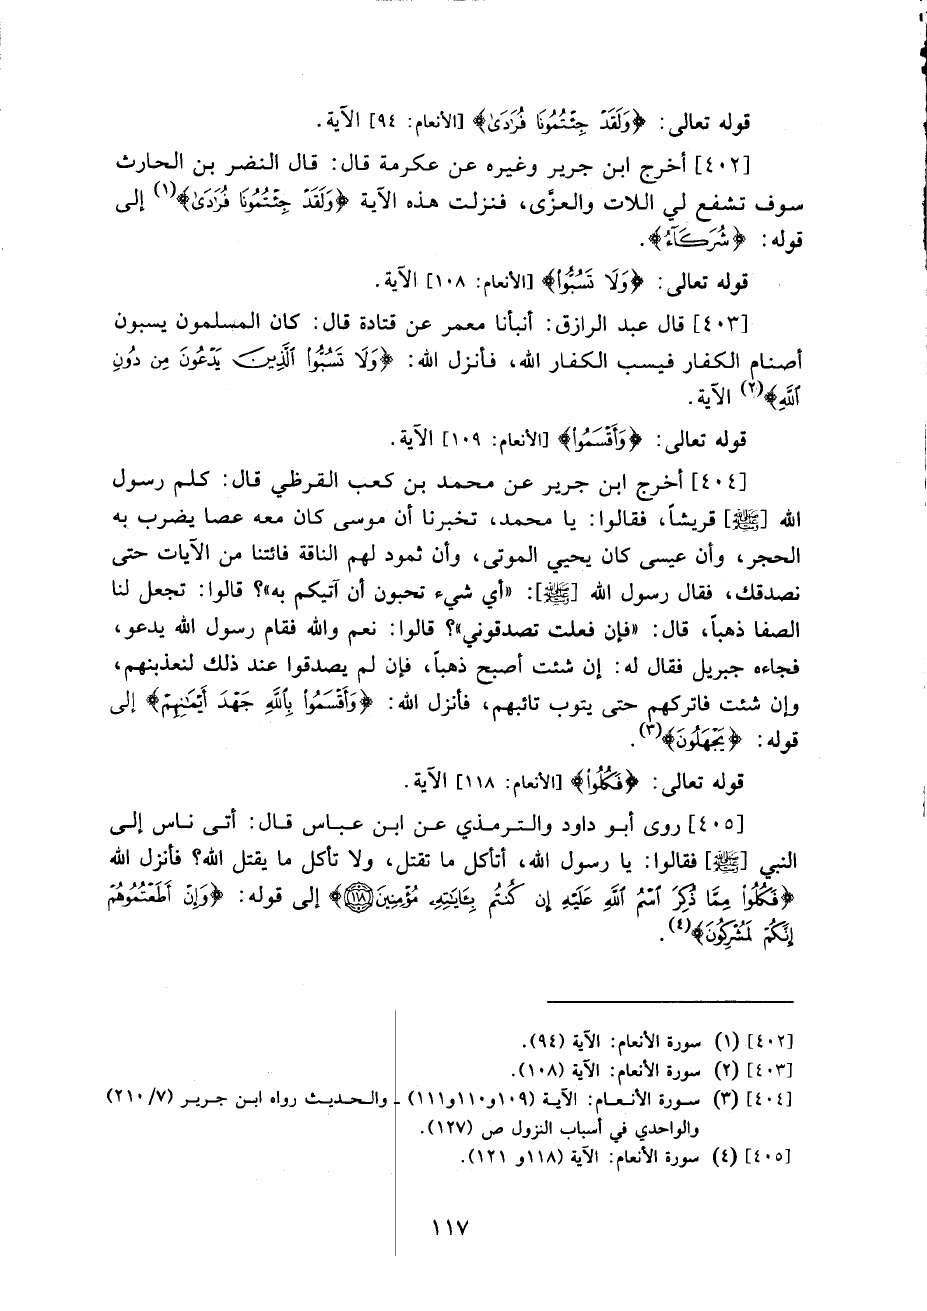 قوله تعالى: ﴿وَلَقَدْ جِئْتُمُونَا فُرَادَىٰ﴾ [الأنعام: ٩٤] الآية.
[٤٠٢] أخرج ابن جرير وغيره عن عكرمة قال: قال النضر بن الحارث
سوف تشفع لي اللات والعزَّى، فنزلت هذه الآية ﴿وَلَقَدْ جِئْتُمُونَا فُرَادَىٰ﴾(١) إلى
قوله: ﴿شُرَكَاءُ﴾.
قوله تعالى: ﴿وَلَا تَسُبُّوا﴾ [الأنعام: ١٠٨] الآية.
[٤٠٣] قال عبد الرازق: أنبأنا معمر عن قتادة قال: كان المسلمون يسبون
أصنام الكفار فيسب الكفار الله، فأنزل الله: ﴿وَلَا تَسُبُّوا الَّذِينَ يَدْعُونَ مِن دُونِ
اللَّهِ﴾(٢) الآية.
قوله تعالى: ﴿وَأَقْسَمُوا﴾ [الأنعام: ١٠٩] الآية.
[٤٠٤] أخرج ابن جرير عن محمد بن كعب القرظي قال: كلم رسول
الله [ﷺ] قريشاً، فقالوا: يا محمد، تخبرنا أن موسى كان معه عصا يضرب به
الحجر، وأن عيسى كان يحيي الموتى، وأن ثمود لهم الناقة فائتنا من الآيات حتى
نصدقك، فقال رسول الله [ﷺ]: «أي شيء تحبون أن آتيكم به»؟ قالوا: تجعل لنا
الصفا ذهباً، قال: «فإن فعلت تصدقوني»؟ قالوا: نعم والله فقام رسول الله يدعو،
فجاءه جبريل فقال له: إن شئت أصبح ذهباً، فإن لم يصدقوا عند ذلك لنعذبنهم،
وإن شئت فاتركهم حتى يتوب تائبهم، فأنزل الله: ﴿وَأَقْسَمُوا بِاللَّهِ جَهْدَ أَيْمَٰنِهِمْ﴾ إلى
قوله: ﴿يَجْهَلُونَ﴾(٣).
قوله تعالى: ﴿فَكُلُوا﴾ [الأنعام: ١١٨] الآية.
[٤٠٥] روى أبو داود والترمذي عن ابن عباس قال: أتى ناس إلى
النبي [ﷺ] فقالوا: يا رسول الله، أتأكل ما تقتل، ولا تأكل ما يقتل الله؟ فأنزل الله
﴿فَكُلُوا مِمَّا ذُكِرَ اسْمُ اللَّهِ عَلَيْهِ إِن كُنتُم بِـَٔايَٰتِهِ مُؤْمِنِينَ ١١٨﴾ إلى قوله: ﴿وَإِنْ أَطَعْتُمُوهُمْ
إِنَّكُمْ لَمُشْرِكُونَ﴾(٤).
[٤٠٢] (١) سورة الأنعام: الآية (٩٤).
[٤٠٣] (٢) سورة الأنعام: الآية (١٠٨).
[٤٠٤] (٣) سورة الأنعام: الآية (١٠٩و١١٠و١١١) - والحديث رواه ابن جرير (٢١٠/٧)
والواحدي في أسباب النزول ص (١٢٧).
[٤٠٥] (٤) سورة الأنعام: الآية (١١٨و ١٢١).
١١٧